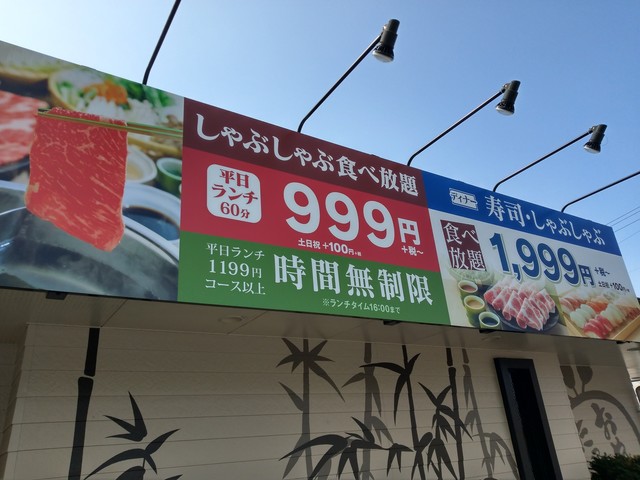 しゃぶしゃぶ食べ放題
平日
ランチ
60分
999円
+税〜
土日祝 +100円+税
平日ランチ
1199円
コース以上
時間無制限
※ランチタイム16:00まで
ディナー
寿司・しゃぶしゃぶ
食べ
放題
1,999円
+税〜
土日祝+100円+税